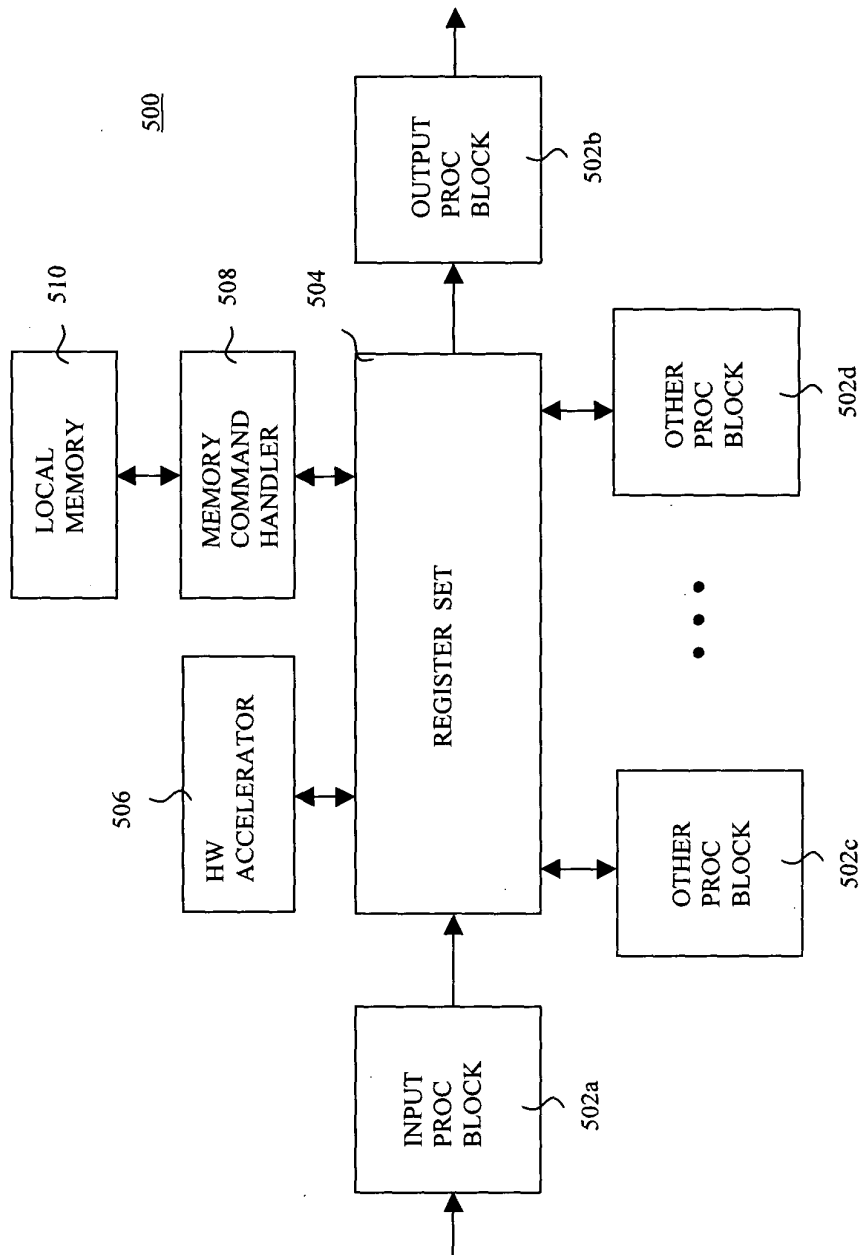 500
LOCAL
MEMORY
510
MEMORY
COMMAND
HANDLER
508
HW
ACCELERATOR
506
504
REGISTER SET
INPUT
PROC
BLOCK
502a
OUTPUT
PROC
BLOCK
502b
OTHER
PROC
BLOCK
502c
OTHER
PROC
BLOCK
502d